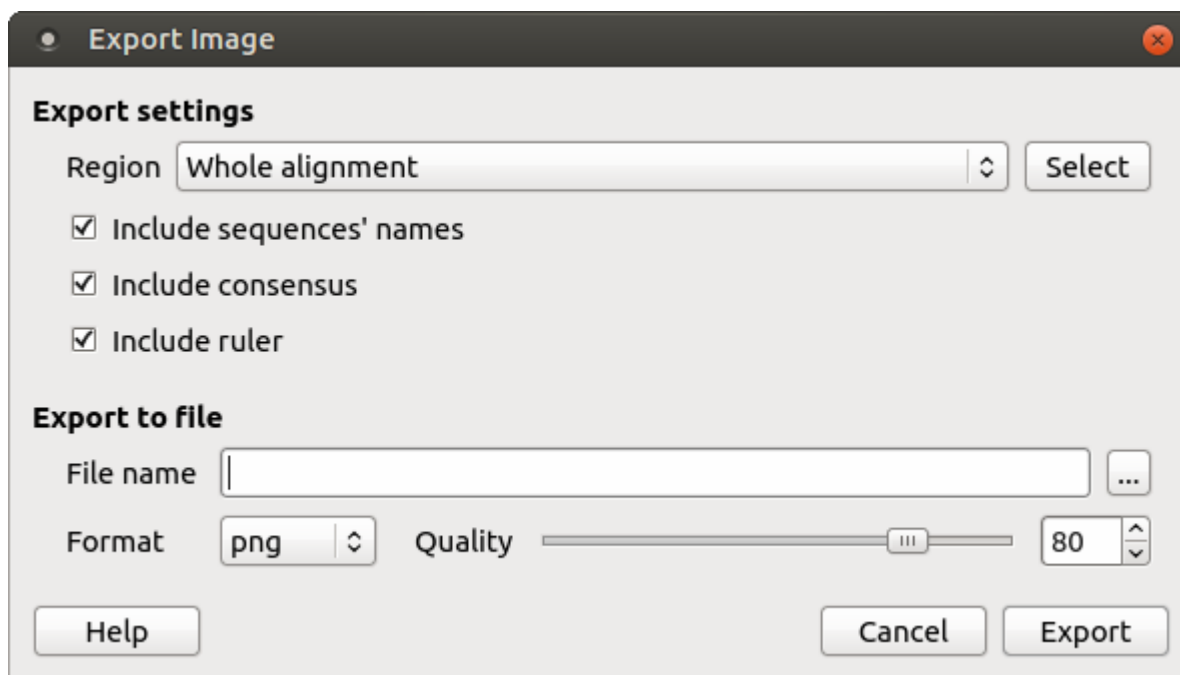 Export Image
Export settings
Region Whole alignment Select
Include sequences' names
Include consensus
Include ruler
Export to file
File name ...
Format png Quality 80
Help Cancel Export